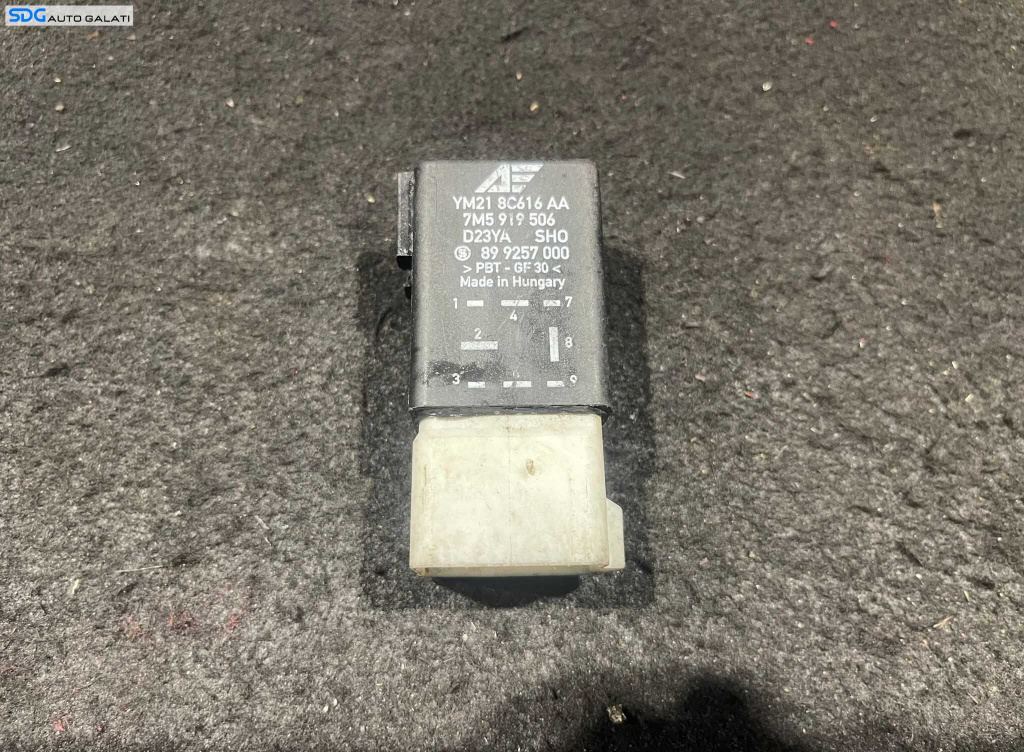 SDG AUTO GALATI
AF
YM21 8C616 AA
7M5 919 506
D23YA SHO
89 9257 000
> PBT - GF 30 <
Made in Hungary
1 7
4
2
8
3 9